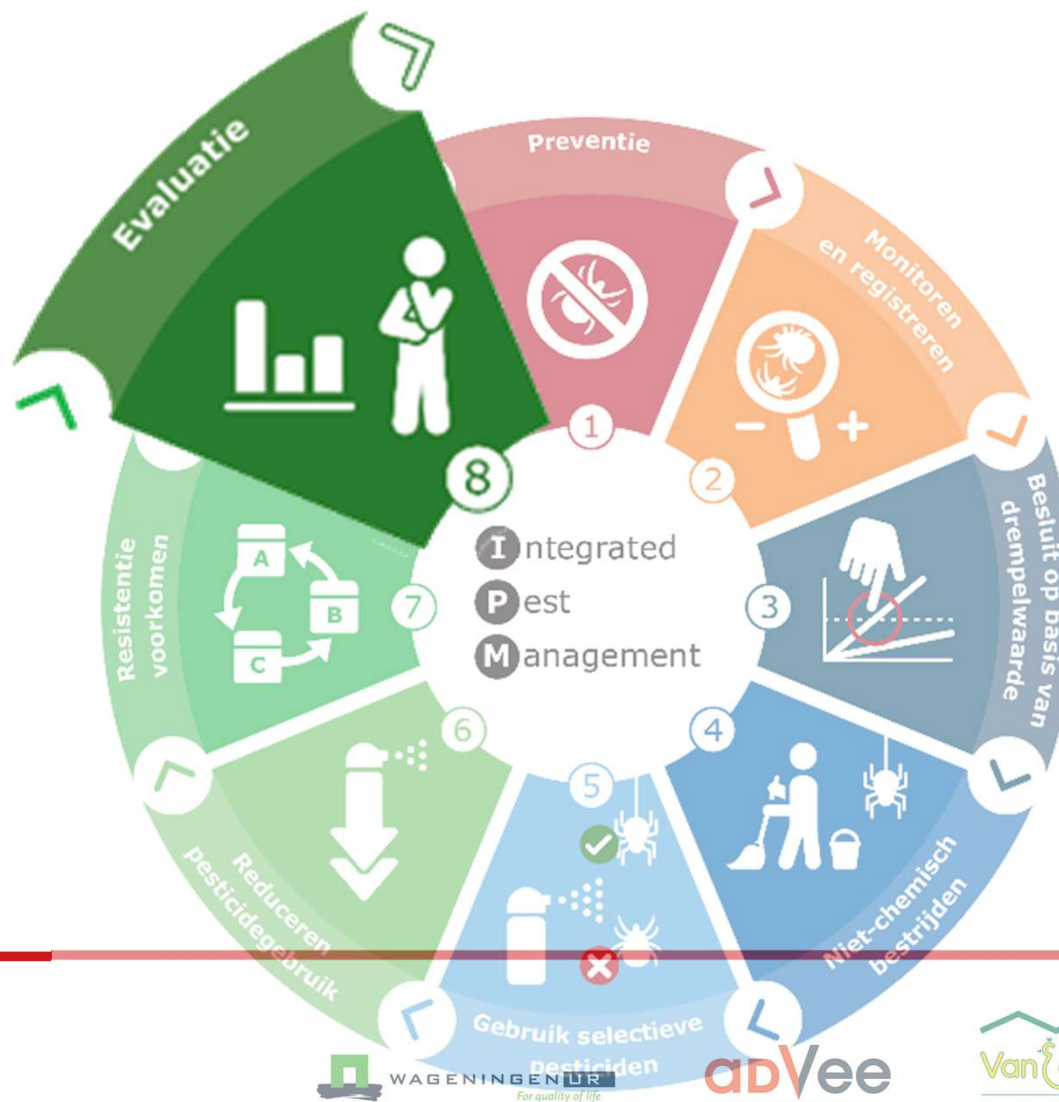 Evaluatie
Preventie
Monitoren
en registreren
Besluit op basis van
drempelwaarde
Niet-chemisch
bestrijden
Gebruik selectieve
pesticiden
Reduceren
pesticidegebruik
Resistentie
voorkomen
1
2
3
4
5
6
7
8
A
B
C
Integrated
Pest
Management
WAGENINGEN UR
For quality of life
aDVee
Van